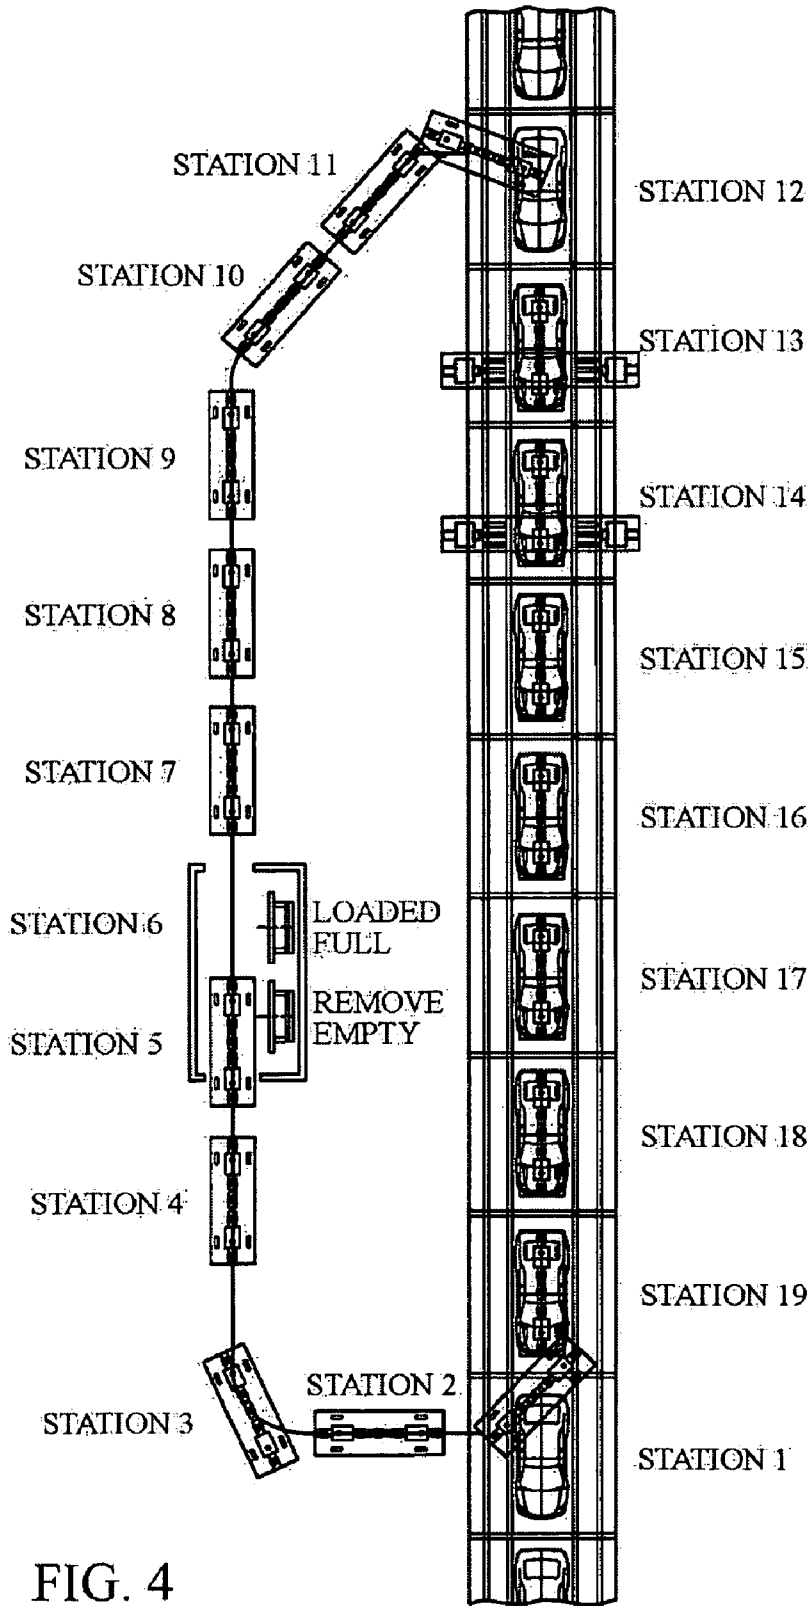 STATION 11
STATION 12
STATION 10
STATION 13
STATION 9
STATION 14
STATION 8
STATION 15
STATION 7
STATION 16
STATION 6
LOADED
FULL
STATION 17
STATION 5
REMOVE
EMPTY
STATION 18
STATION 4
STATION 19
STATION 2
STATION 3
STATION 1
FIG. 4